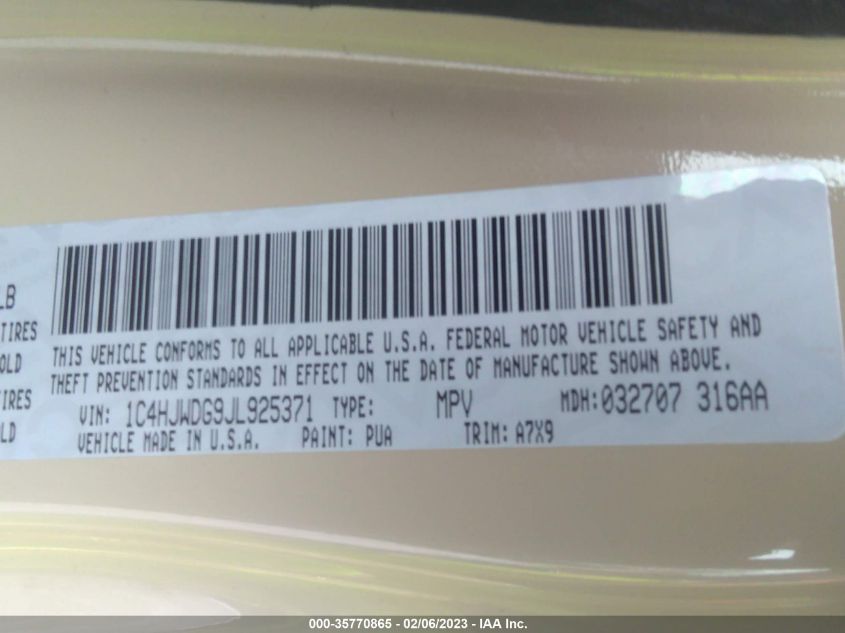 LB
TIRES
OLD
IRES
LD
THIS VEHICLE CONFORMS TO ALL APPLICABLE U.S.A. FEDERAL MOTOR VEHICLE SAFETY AND
THEFT PREVENTION STANDARDS IN EFFECT ON THE DATE OF MANUFACTURE SHOWN ABOVE.
VIN: 1C4HJWDG9JL925371 TYPE: MPV MDH:032707 316AA
VEHICLE MADE IN U.S.A. PAINT: PUA TRIM: A7X9
000-35770865 - 02/06/2023 - IAA Inc.